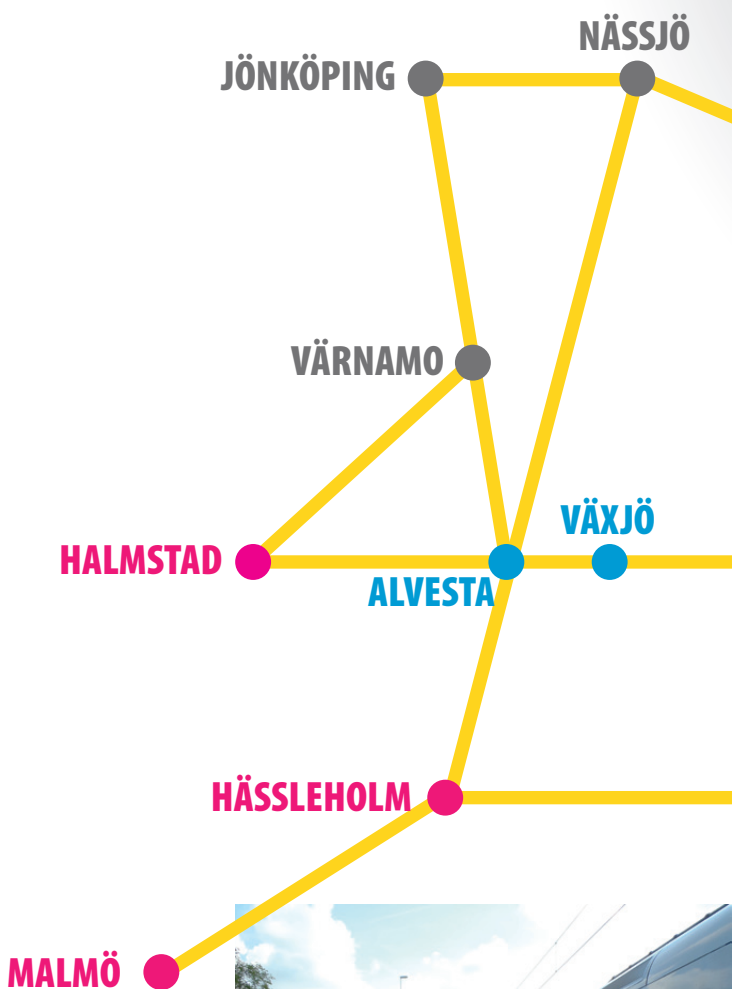 NÄSSJÖ
JÖNKÖPING
VÄRNAMO
VÄXJÖ
HALMSTAD
ALVESTA
HÄSSLEHOLM
MALMÖ